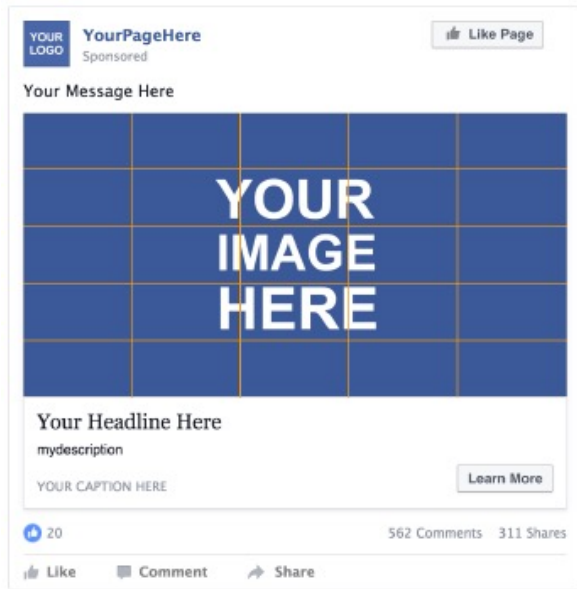 YOUR
LOGO
YourPageHere
Sponsored
Like Page
Your Message Here
YOUR
IMAGE
HERE
Your Headline Here
mydescription
YOUR CAPTION HERE
Learn More
20
562 Comments 311 Shares
Like Comment Share